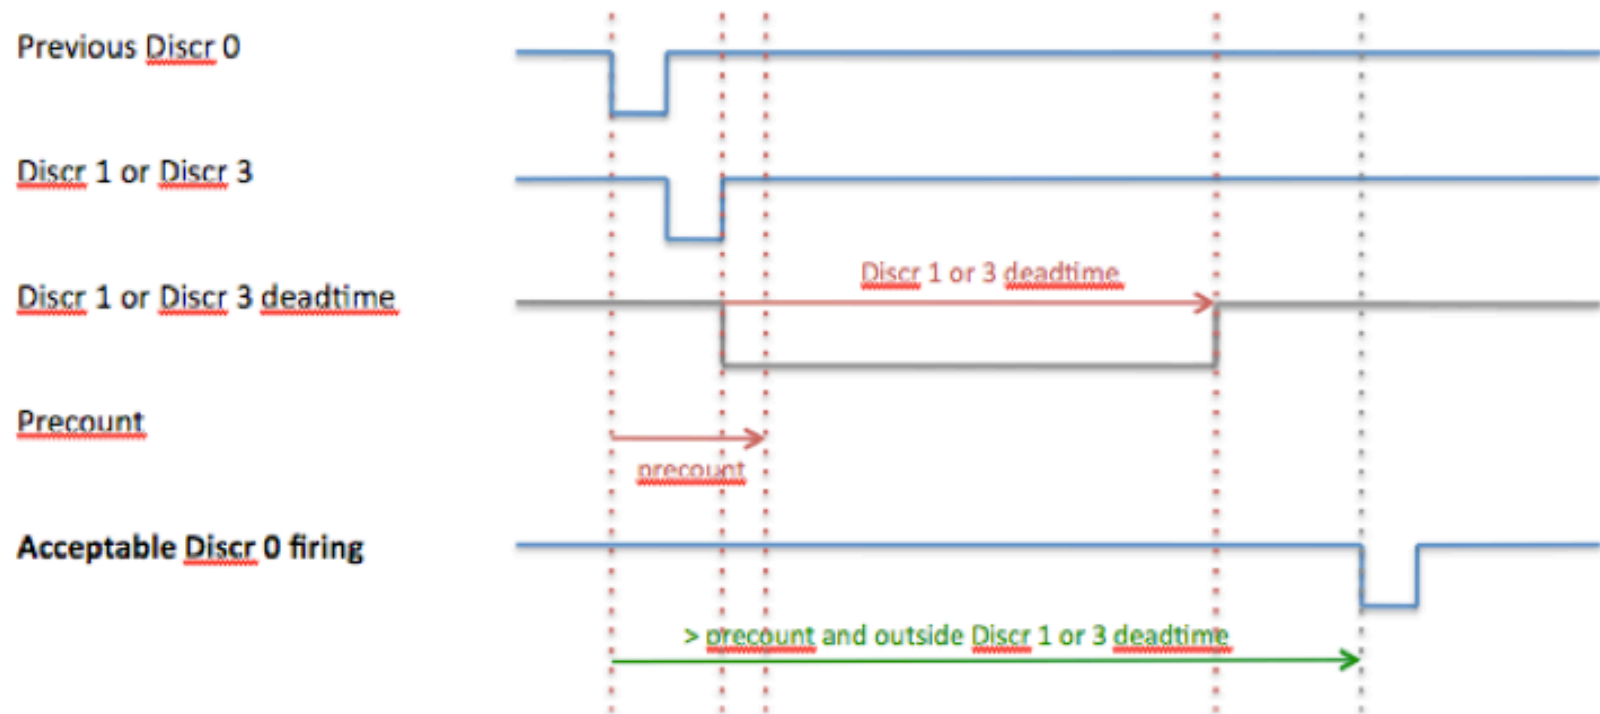 Previous Discr 0
Discr 1 or Discr 3
Discr 1 or 3 deadtime
Discr 1 or Discr 3 deadtime
Precount
precount
Acceptable Discr 0 firing
> precount and outside Discr 1 or 3 deadtime